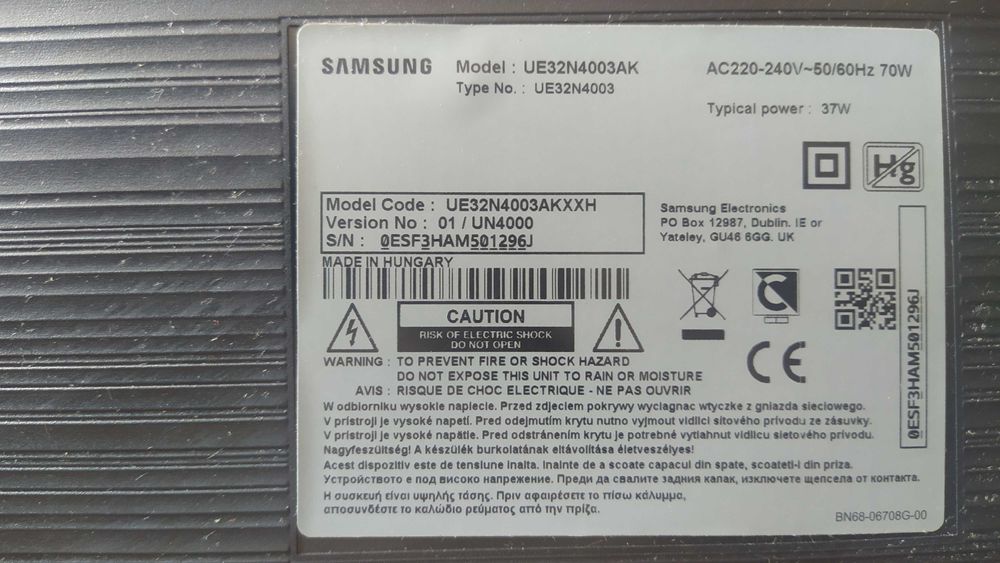 SAMSUNG Model : UE32N4003AK
Type No. : UE32N4003
AC220-240V~50/60Hz 70W
Typical power : 37W
Hg
Model Code : UE32N4003AKXXH
Version No : 01 / UN4000
S/N : 0ESF3HAM501296J
MADE IN HUNGARY
Samsung Electronics
PO Box 12987, Dublin. IE or
Yateley, GU46 6GG. UK
CAUTION
RISK OF ELECTRIC SHOCK
DO NOT OPEN
WARNING : TO PREVENT FIRE OR SHOCK HAZARD
DO NOT EXPOSE THIS UNIT TO RAIN OR MOISTURE
AVIS : RISQUE DE CHOC ELECTRIQUE - NE PAS OUVRIR
CE
0ESF3HAM501296J
W odbiorniku wysokie napiecie. Przed zdjeciem pokrywy wyciagnac wtyczke z gniazda sieciowego.
V prístroji je vysoké napetí. Pred odejmutím krytu nutno vyjmout vidlici sítového prívodu ze zásuvky.
V prístroji je vysoké napätie. Pred odstránením krytu je potrebné vytiahnut vidlicu sietového prívodu.
Nagyfeszültség! A készülék burkolatának eltávolítása életveszélyes!
Acest dispozitiv este de tensiune inalta. Inainte de a scoate capacul din spate, scoateti-l din priza.
Устройството е под високо напрежение. Преди да свалите задния капак, изключете щепсела от контакта.
Η συσκευή είναι υψηλής τάσης. Πριν αφαιρέσετε το πίσω κάλυμμα,
αποσυνδέστε το καλώδιο ρεύματος από την πρίζα.
BN68-06708G-00